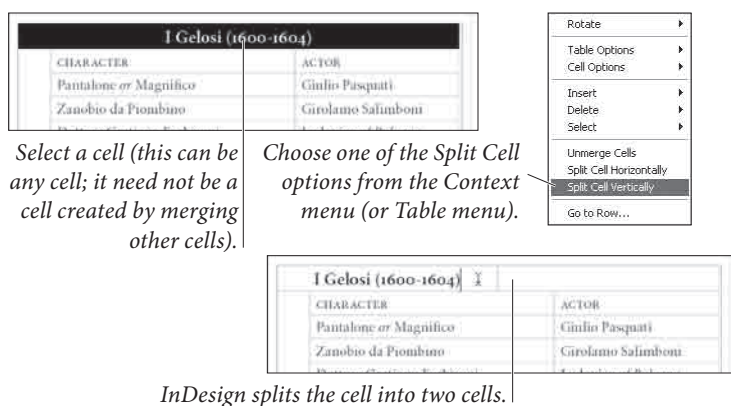 I Gelosi (1600-1604)
CHARACTER ACTOR
Pantalone or Magnifico Giulio Pasquati
Zanobio da Piombino Girolamo Salimboni
Select a cell (this can be
any cell; it need not be a
cell created by merging
other cells).
Choose one of the Split Cell
options from the Context
menu (or Table menu).
Rotate
Table Options
Cell Options
Insert
Delete
Select
Unmerge Cells
Split Cell Horizontally
Split Cell Vertically
Go to Row...
I Gelosi (1600-1604)
CHARACTER ACTOR
Pantalone or Magnifico Giulio Pasquati
Zanobio da Piombino Girolamo Salimboni
InDesign splits the cell into two cells.